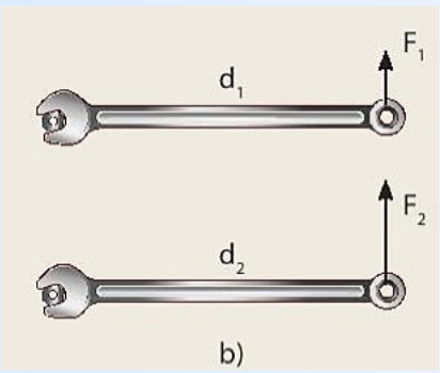 F₁
d₁
F₂
d₂
b)